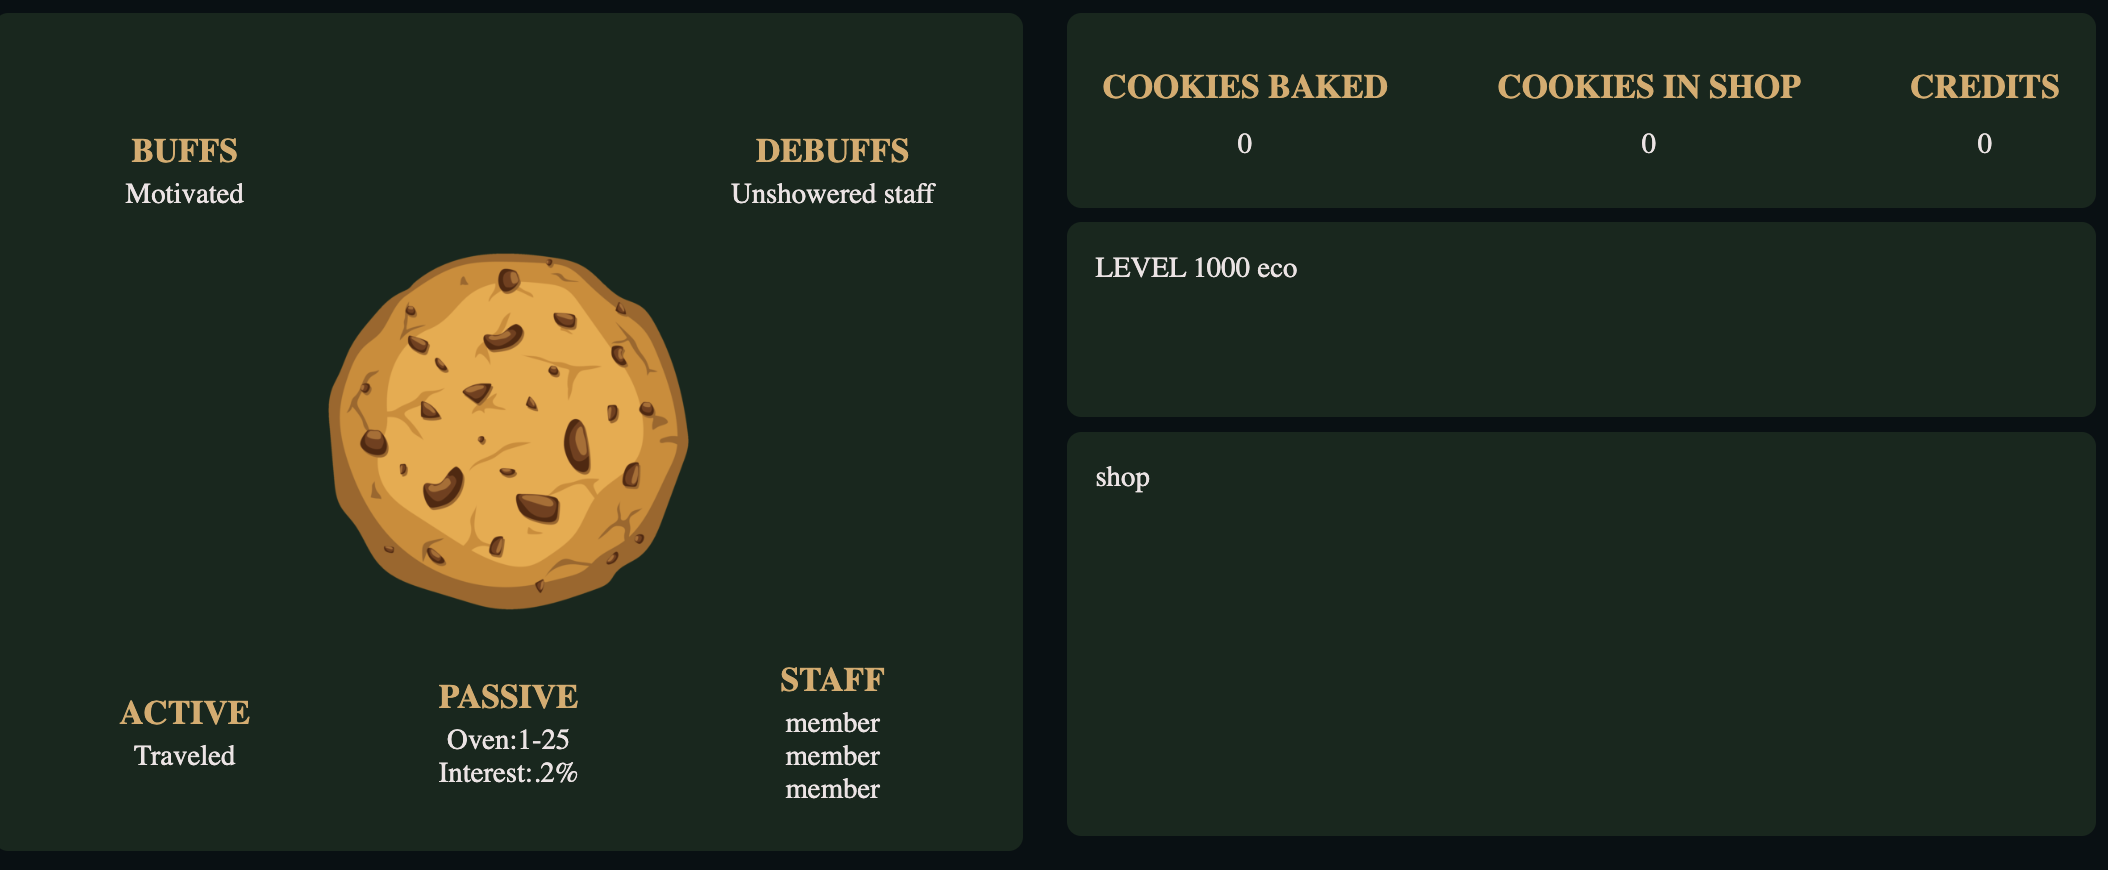 BUFFS
Motivated
DEBUFFS
Unshowered staff
ACTIVE
Traveled
PASSIVE
Oven:1-25
Interest:.2%
STAFF
member
member
member
COOKIES BAKED
0
COOKIES IN SHOP
0
CREDITS
0
LEVEL 1000 eco
shop